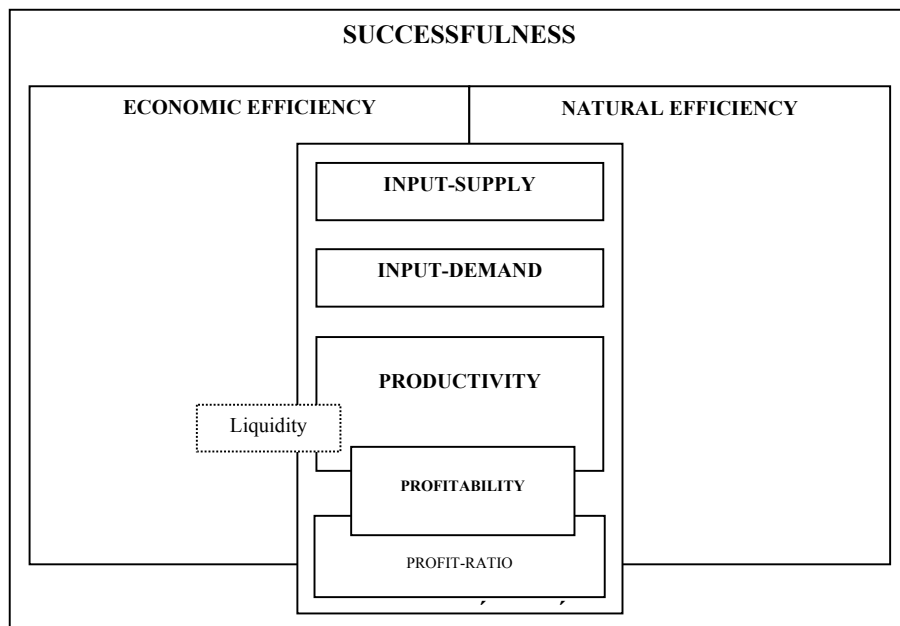 SUCCESSFULNESS
ECONOMIC EFFICIENCY
NATURAL EFFICIENCY
INPUT-SUPPLY
INPUT-DEMAND
PRODUCTIVITY
Liquidity
PROFITABILITY
PROFIT-RATIO